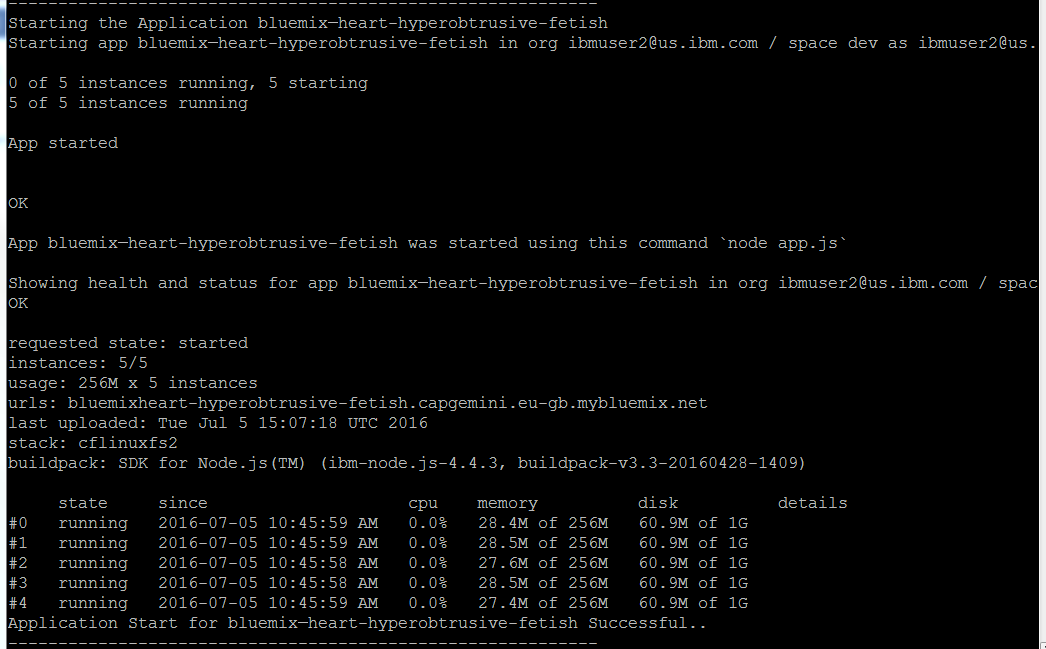 ------------------------------------------------------------
Starting the Application bluemix—heart-hyperobtrusive-fetish
Starting app bluemix—heart-hyperobtrusive-fetish in org ibmuser2@us.ibm.com / space dev as ibmuser2@us.
0 of 5 instances running, 5 starting
5 of 5 instances running
App started
OK
App bluemix—heart-hyperobtrusive-fetish was started using this command `node app.js`
Showing health and status for app bluemix—heart-hyperobtrusive-fetish in org ibmuser2@us.ibm.com / spac
OK
requested state: started
instances: 5/5
usage: 256M x 5 instances
urls: bluemixheart-hyperobtrusive-fetish.capgemini.eu-gb.mybluemix.net
last uploaded: Tue Jul 5 15:07:18 UTC 2016
stack: cflinuxfs2
buildpack: SDK for Node.js(TM) (ibm-node.js-4.4.3, buildpack-v3.3-20160428-1409)
state since cpu memory disk details
#0 running 2016-07-05 10:45:59 AM 0.0% 28.4M of 256M 60.9M of 1G
#1 running 2016-07-05 10:45:59 AM 0.0% 28.5M of 256M 60.9M of 1G
#2 running 2016-07-05 10:45:58 AM 0.0% 27.6M of 256M 60.9M of 1G
#3 running 2016-07-05 10:45:58 AM 0.0% 28.5M of 256M 60.9M of 1G
#4 running 2016-07-05 10:45:59 AM 0.0% 27.4M of 256M 60.9M of 1G
Application Start for bluemix—heart-hyperobtrusive-fetish Successful..
------------------------------------------------------------